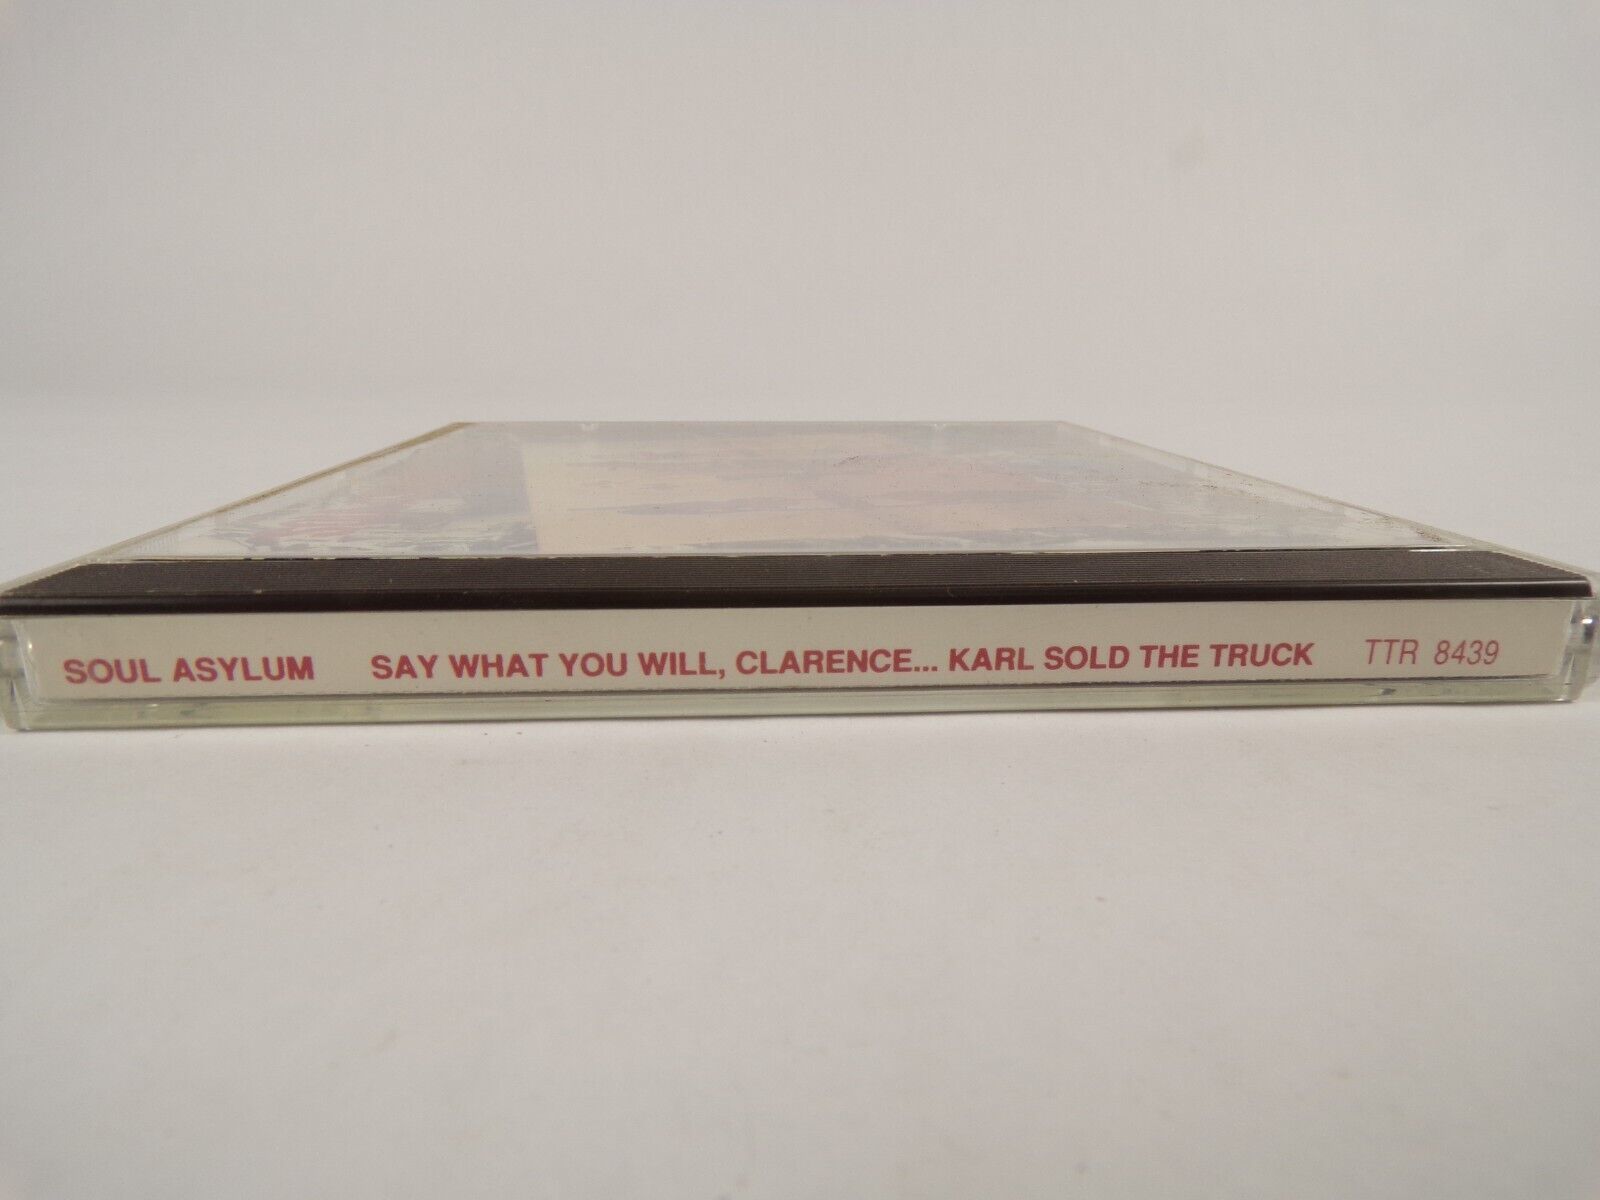 SOUL ASYLUM SAY WHAT YOU WILL, CLARENCE... KARL SOLD THE TRUCK TTR 8439